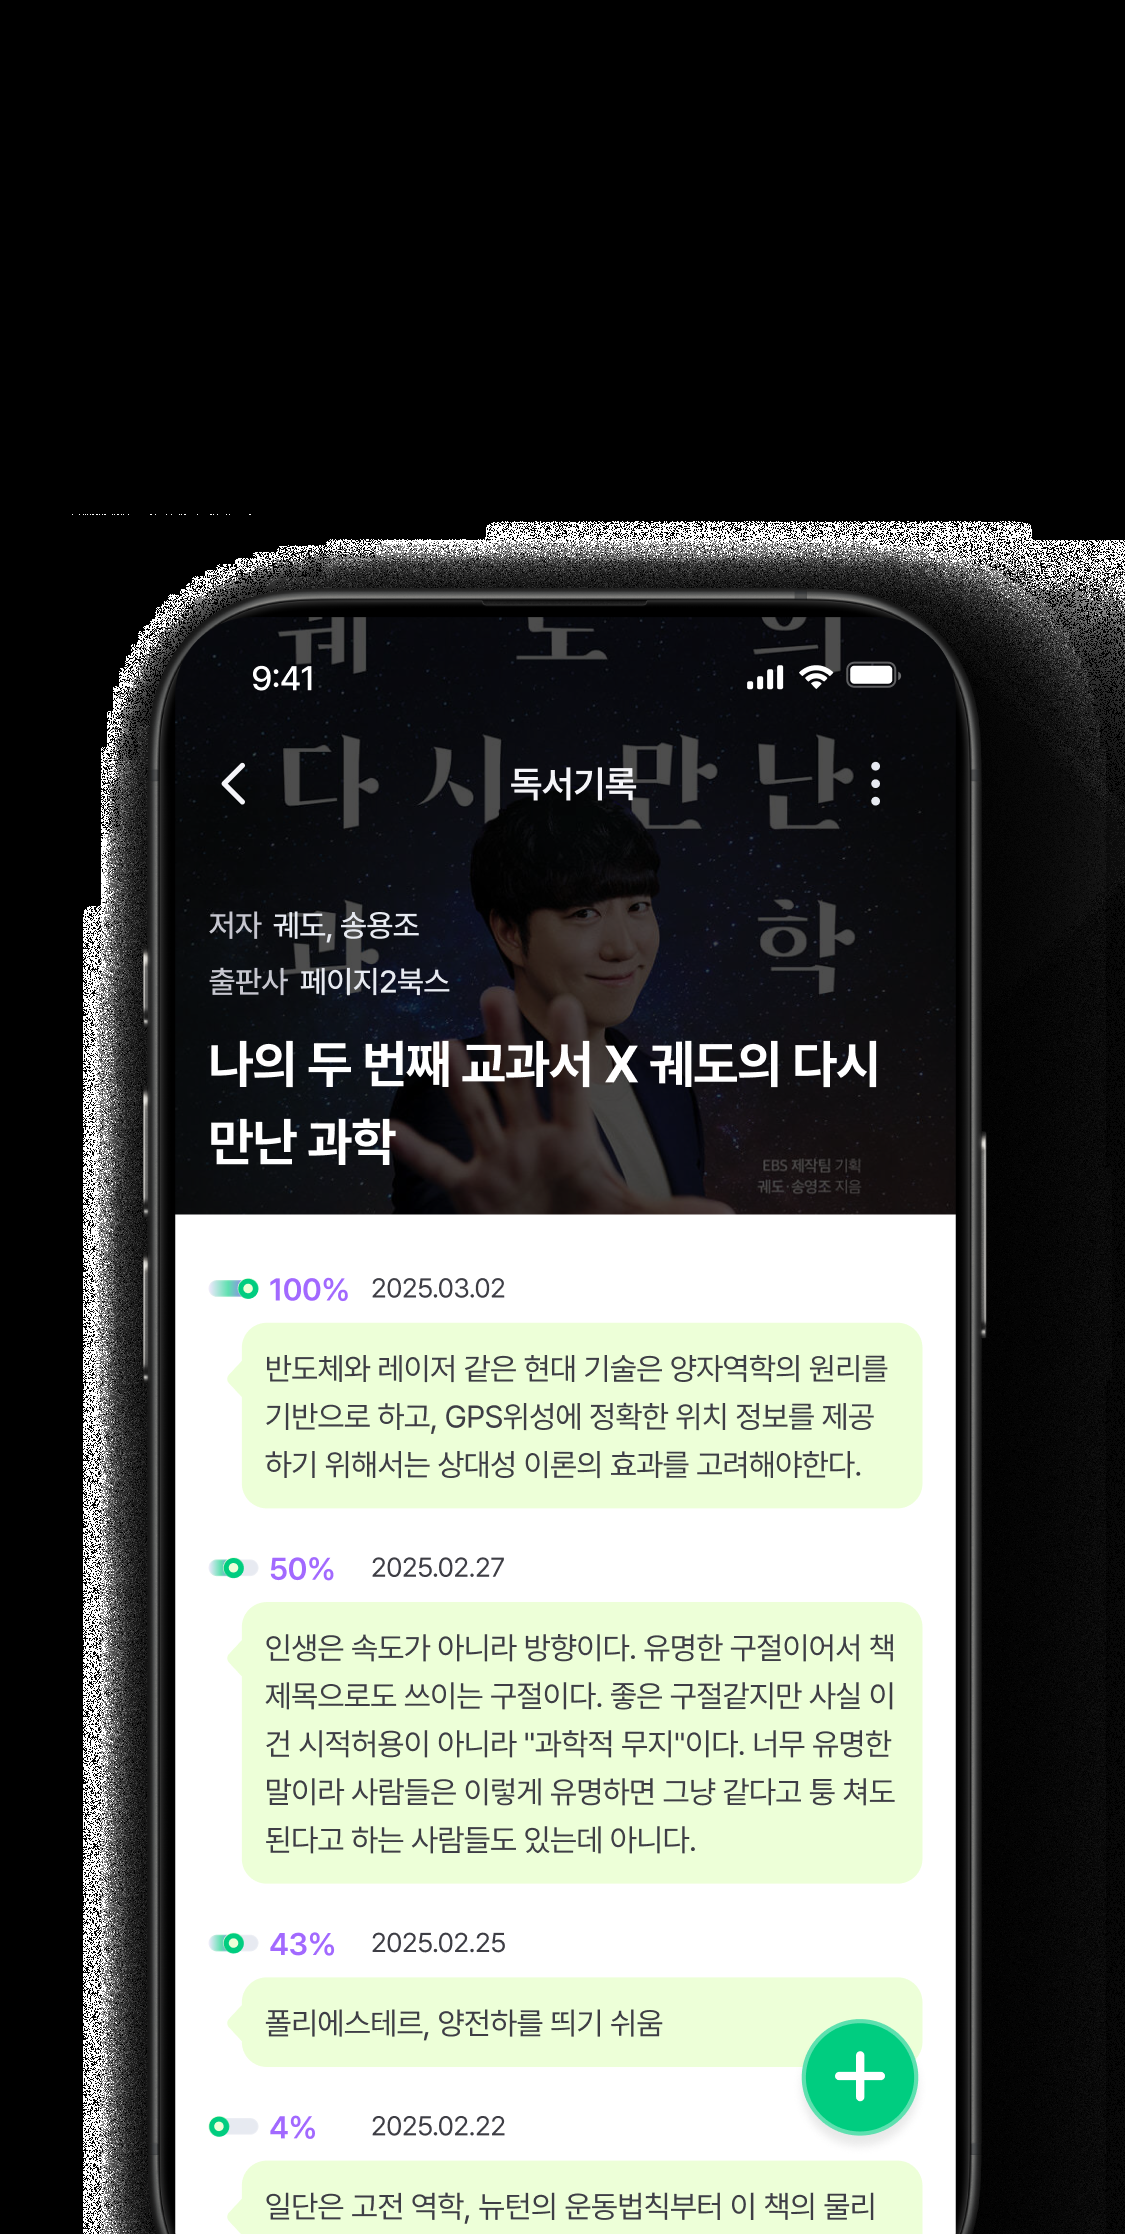 궤 도 의
9:41
다 시 만 난
독서기록
과 학
저자 궤도, 송용조
출판사 페이지2북스
나의 두 번째 교과서 X 궤도의 다시
만난 과학
EBS 제작팀 기획
궤도·송영조 지음
100% 2025.03.02
반도체와 레이저 같은 현대 기술은 양자역학의 원리를
기반으로 하고, GPS위성에 정확한 위치 정보를 제공
하기 위해서는 상대성 이론의 효과를 고려해야한다.
50% 2025.02.27
인생은 속도가 아니라 방향이다. 유명한 구절이어서 책
제목으로도 쓰이는 구절이다. 좋은 구절같지만 사실 이
건 시적허용이 아니라 "과학적 무지"이다. 너무 유명한
말이라 사람들은 이렇게 유명하면 그냥 같다고 퉁 쳐도
된다고 하는 사람들도 있는데 아니다.
43% 2025.02.25
폴리에스테르, 양전하를 띄기 쉬움
4% 2025.02.22
일단은 고전 역학, 뉴턴의 운동법칙부터 이 책의 물리